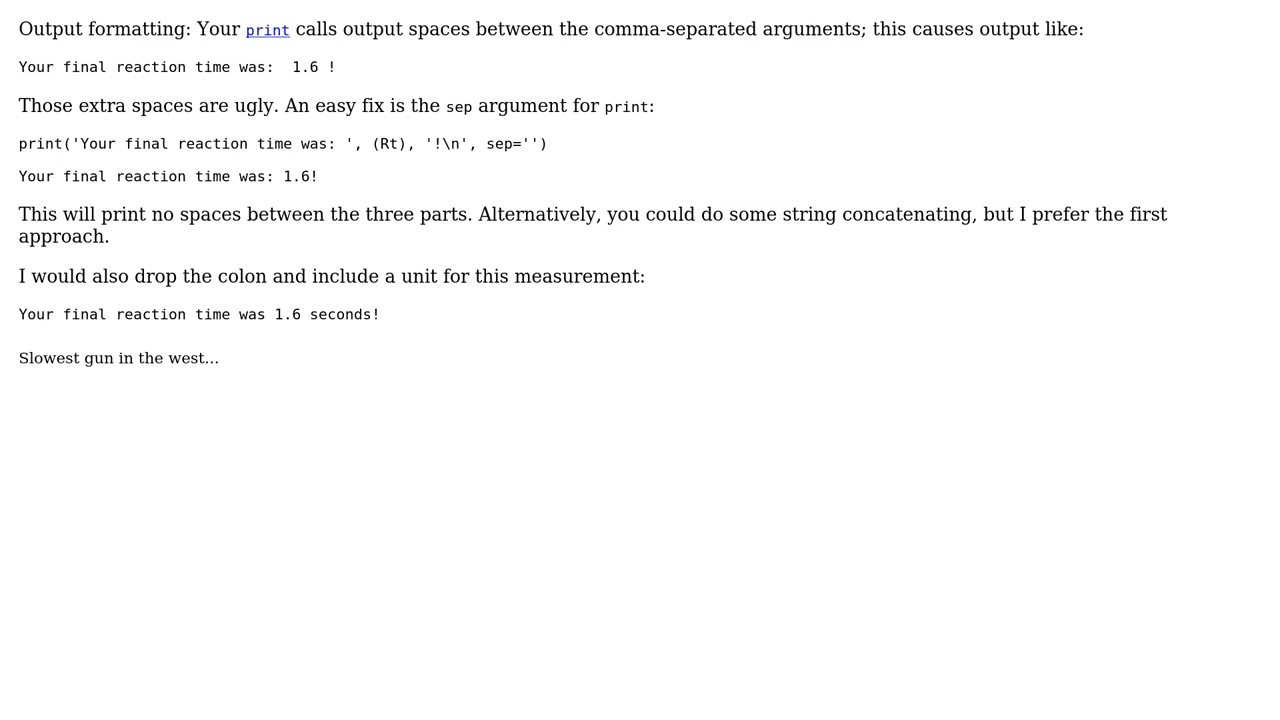 Output formatting: Your print calls output spaces between the comma-separated arguments; this causes output like:
Your final reaction time was:  1.6 !
Those extra spaces are ugly. An easy fix is the sep argument for print:
print('Your final reaction time was: ', (Rt), '!\n', sep='')
Your final reaction time was: 1.6!
This will print no spaces between the three parts. Alternatively, you could do some string concatenating, but I prefer the first
approach.
I would also drop the colon and include a unit for this measurement:
Your final reaction time was 1.6 seconds!
Slowest gun in the west...